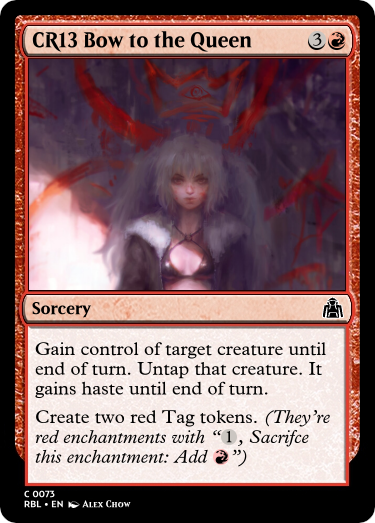 CR13 Bow to the Queen 3
Sorcery
Gain control of target creature until
end of turn. Untap that creature. It
gains haste until end of turn.
Create two red Tag tokens. (They're
red enchantments with “1, Sacrifce
this enchantment: Add ”)
C 0073
RBL • EN Alex Chow